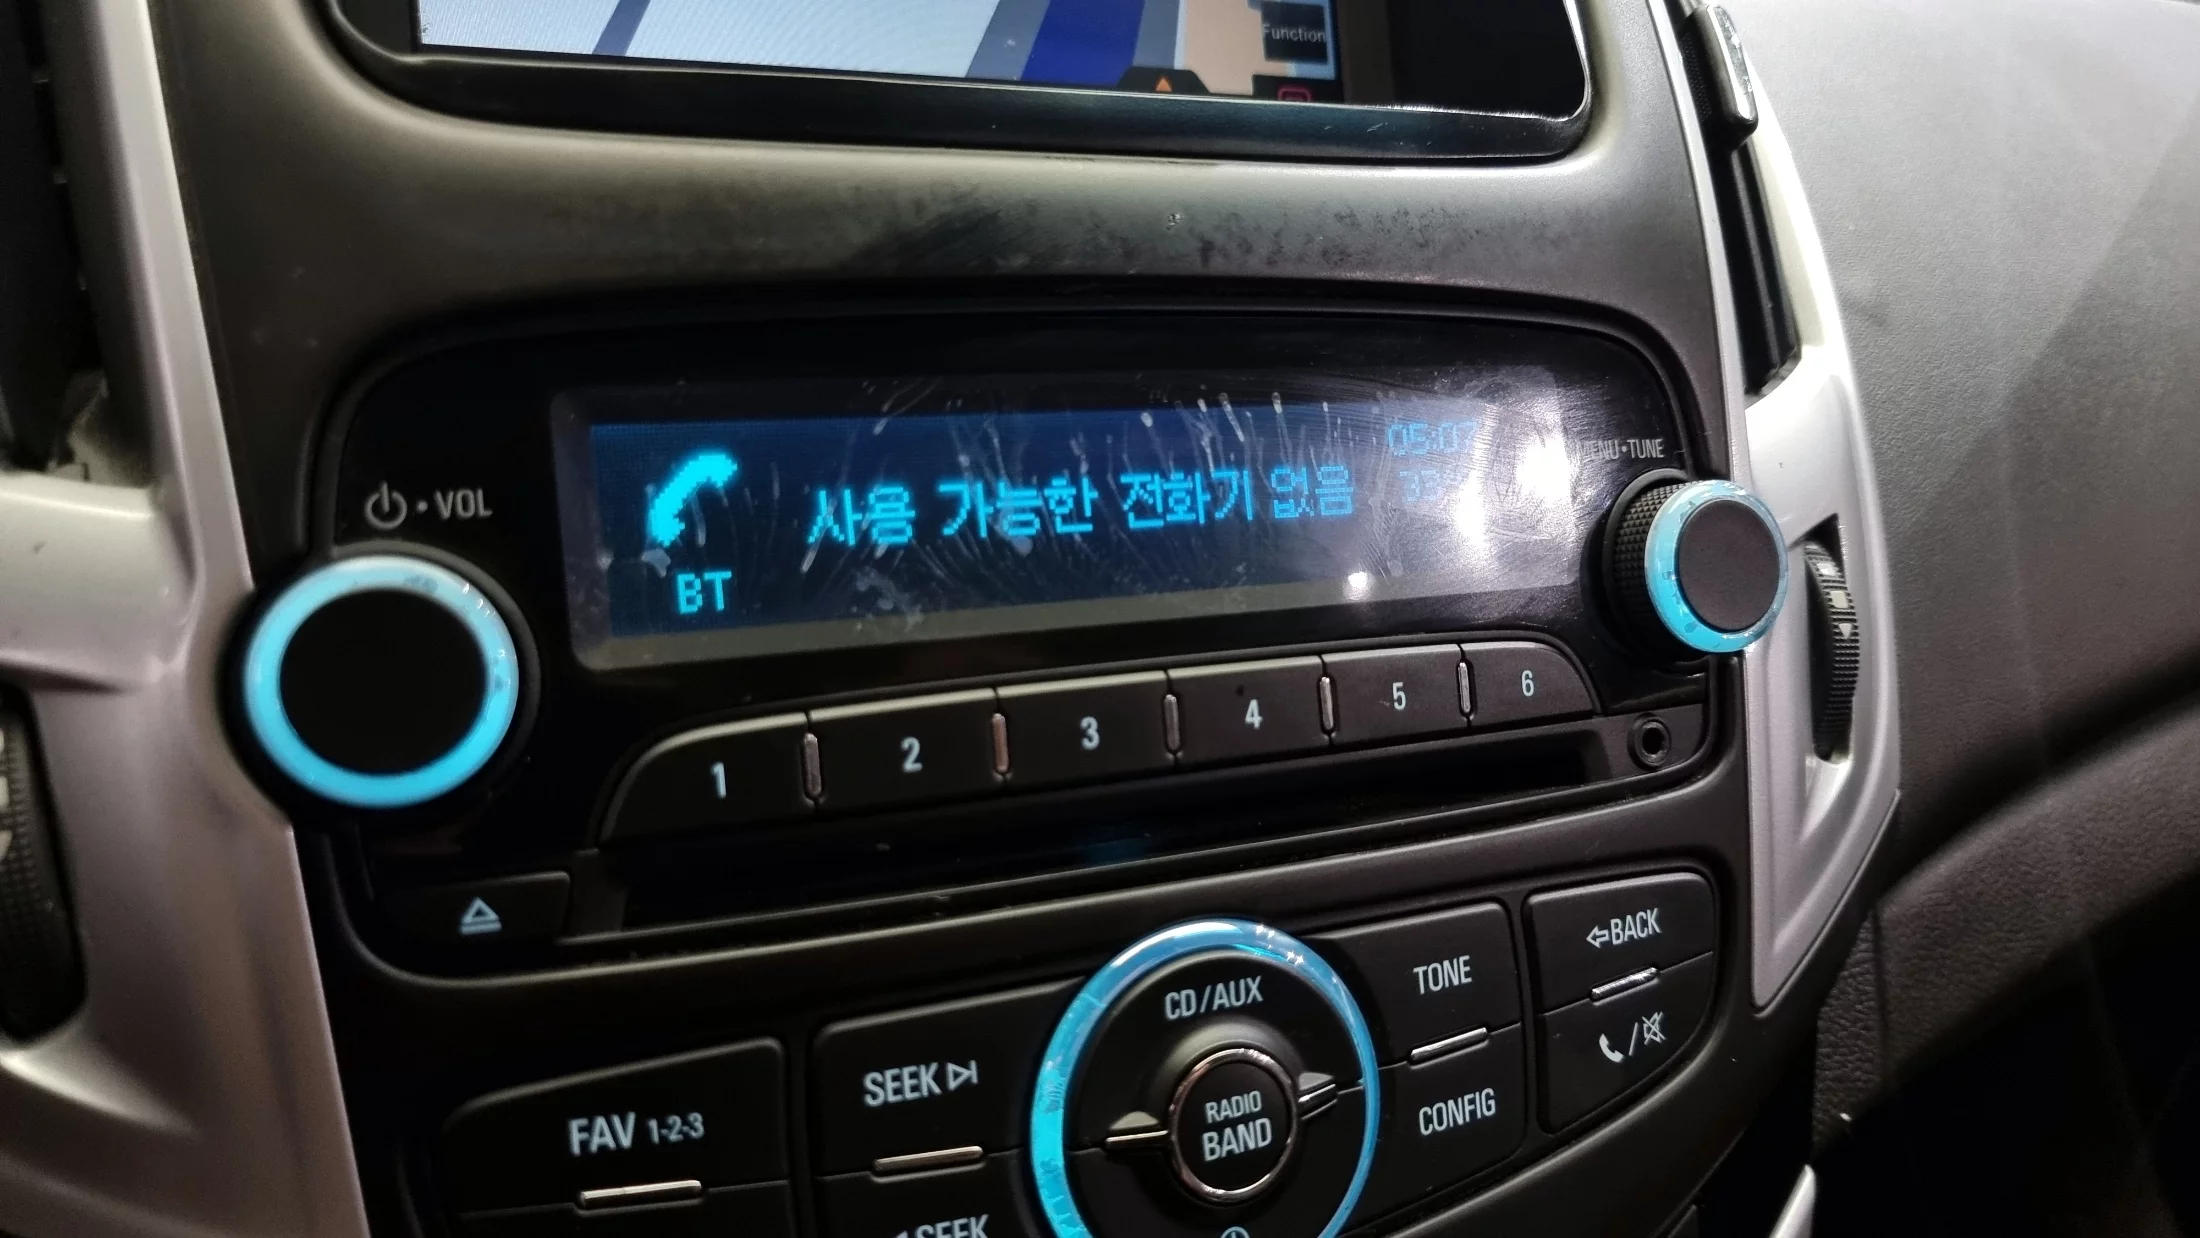 Function
05:07
MENU•TUNE
•VOL
사용 가능한 전화기 없음
BT
1 2 3 4 5 6
BACK
CD/AUX
TONE
SEEK
FAV 1-2-3
RADIO
BAND
CONFIG
SEEK